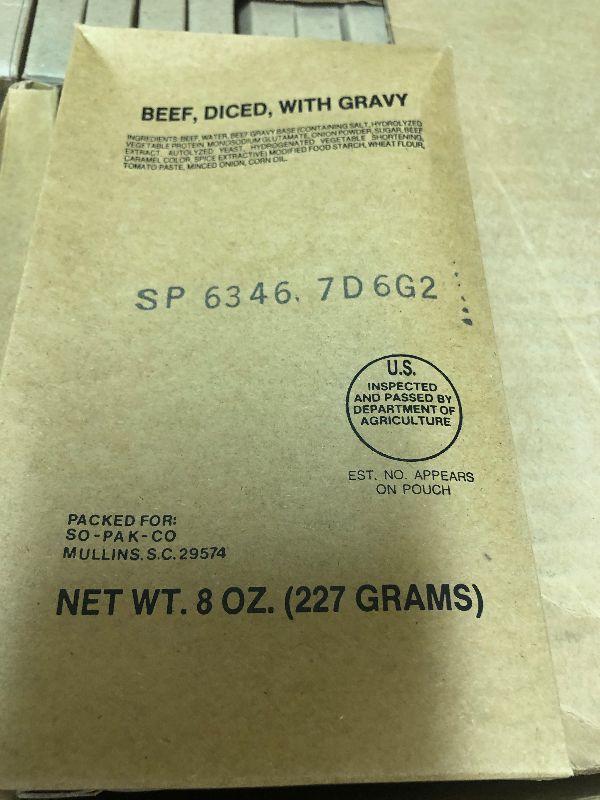 BEEF, DICED, WITH GRAVY
INGREDIENTS: BEEF, WATER, BEEF GRAVY BASE (CONTAINING SALT, HYDROLYZED
VEGETABLE PROTEIN, MONOSODIUM GLUTAMATE, ONION POWDER, SUGAR, BEEF
EXTRACT, AUTOLYZED YEAST, HYDROGENATED VEGETABLE SHORTENING,
CARAMEL COLOR, SPICE EXTRACTIVE) MODIFIED FOOD STARCH, WHEAT FLOUR,
TOMATO PASTE, MINCED ONION, CORN OIL.
SP 6346. 7D6G2
U.S.
INSPECTED
AND PASSED BY
DEPARTMENT OF
AGRICULTURE
EST. NO. APPEARS
ON POUCH
PACKED FOR:
SO-PAK-CO
MULLINS, S.C. 29574
NET WT. 8 OZ. (227 GRAMS)